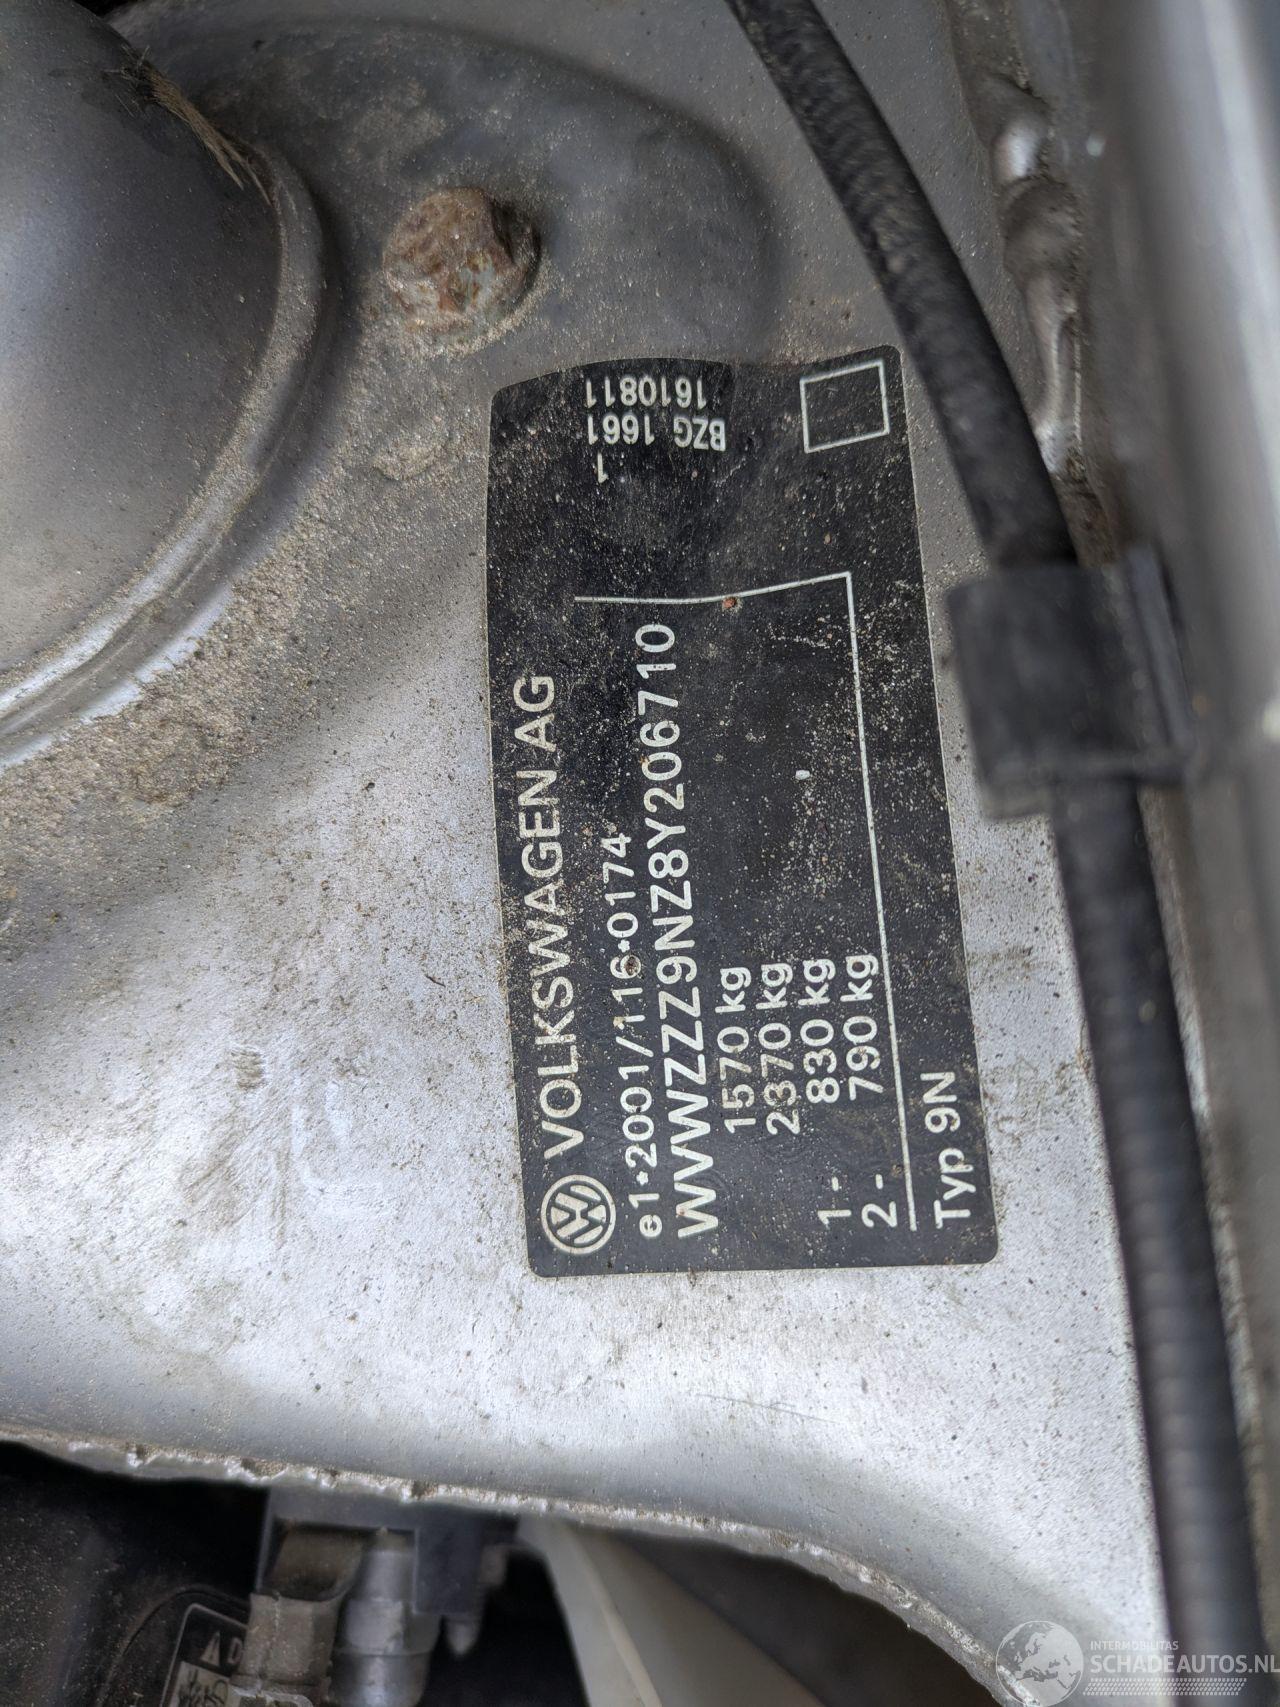 VOLKSWAGEN AG
e1*2001/116*0174*
WVWZZZ9NZ8Y206710
1570 kg
2370 kg
1- 830 kg
2- 790 kg
Typ 9N
1
BZG 1661
1610811
D
INTERMOBILITAS
SCHADEAUTOS.NL